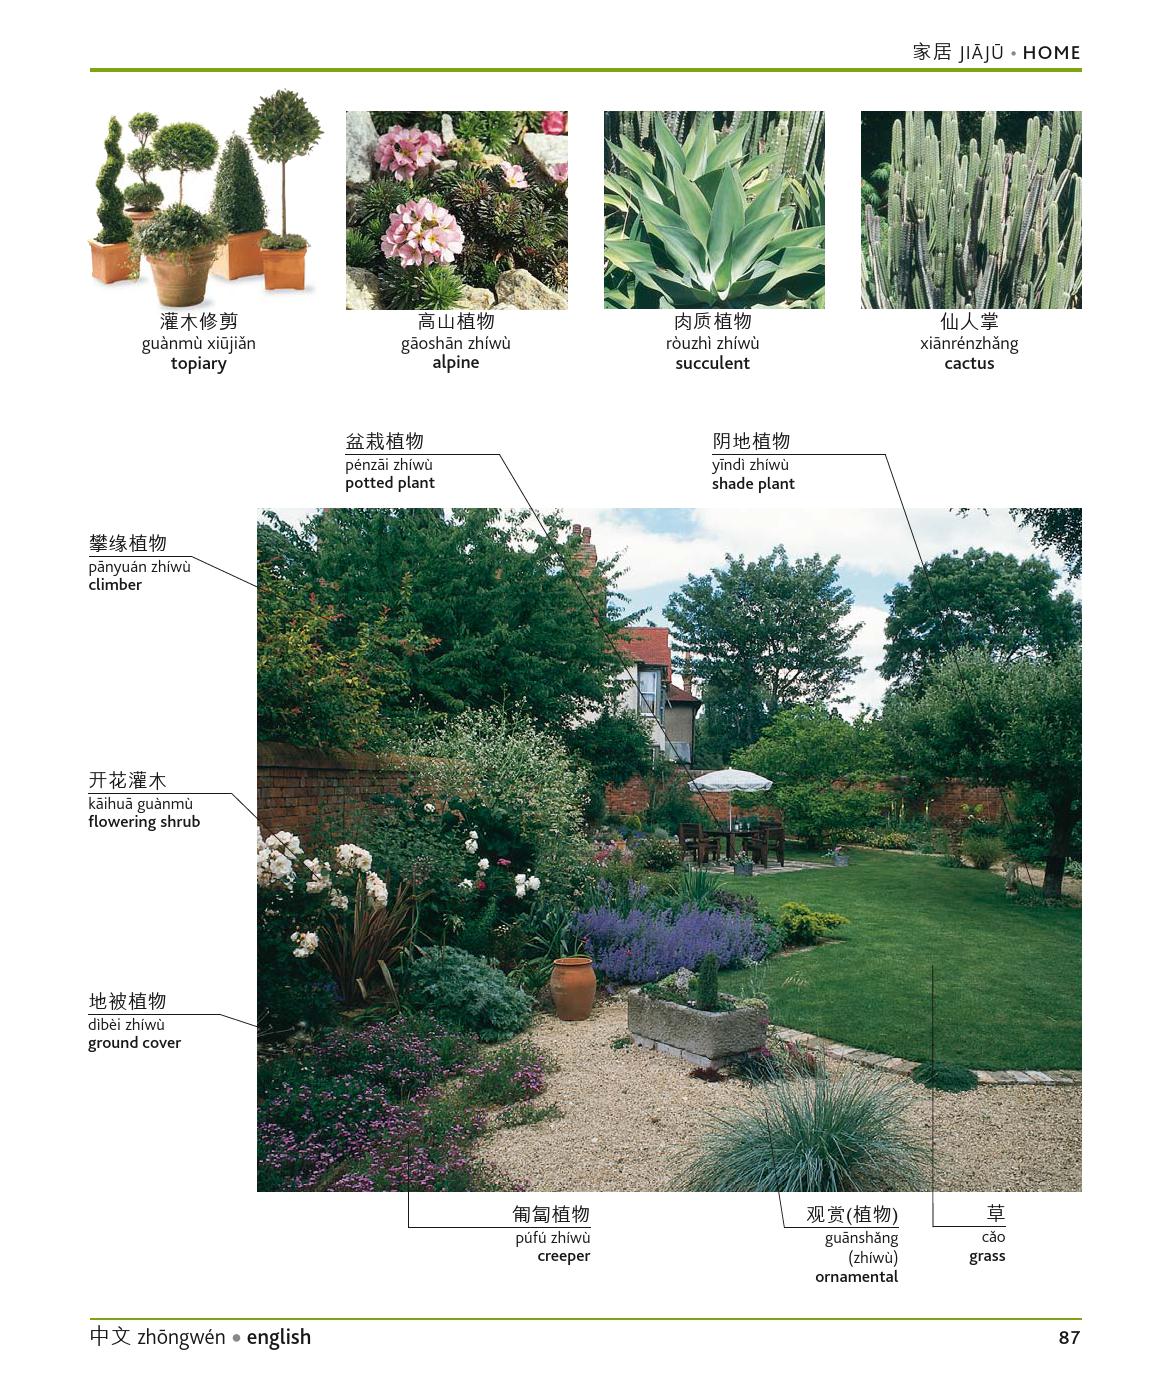 家居 JIĀJŪ • HOME
灌木修剪
guànmù xiūjiǎn
topiary
高山植物
gāoshān zhíwù
alpine
肉质植物
ròuzhì zhíwù
succulent
仙人掌
xiānrénzhǎng
cactus
盆栽植物
pénzāi zhíwù
potted plant
阴地植物
yīndì zhíwù
shade plant
攀缘植物
pānyuán zhíwù
climber
开花灌木
kāihuā guànmù
flowering shrub
地被植物
dìbèi zhíwù
ground cover
匍匐植物
púfú zhíwù
creeper
观赏(植物)
guānshǎng
(zhíwù)
ornamental
草
cǎo
grass
中文 zhōngwén • english
87